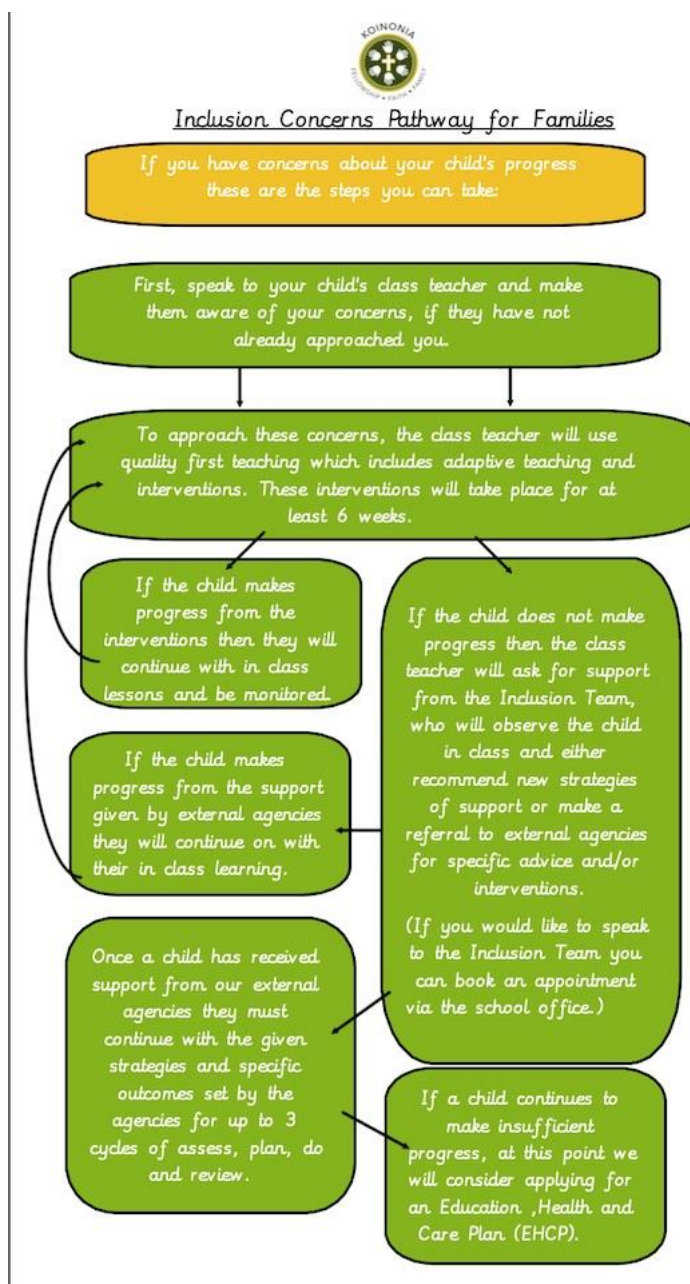 KOINONIA
FELLOWSHIP • FAITH • FAMILY
Inclusion Concerns Pathway for Families
If you have concerns about your child's progress
these are the steps you can take:
First, speak to your child's class teacher and make
them aware of your concerns, if they have not
already approached you.
To approach these concerns, the class teacher will use
quality first teaching which includes adaptive teaching and
interventions. These interventions will take place for at
least 6 weeks.
If the child makes
progress from the
interventions then they will
continue with in class
lessons and be monitored.
If the child does not make
progress then the class
teacher will ask for support
from the Inclusion Team,
who will observe the child
in class and either
recommend new strategies
of support or make a
referral to external agencies
for specific advice and/or
interventions.
(If you would like to speak
to the Inclusion Team you
can book an appointment
via the school office.)
If the child makes
progress from the support
given by external agencies
they will continue on with
their in class learning.
Once a child has received
support from our external
agencies they must
continue with the given
strategies and specific
outcomes set by the
agencies for up to 3
cycles of assess, plan, do
and review.
If a child continues to
make insufficient
progress, at this point we
will consider applying for
an Education ,Health and
Care Plan (EHCP).